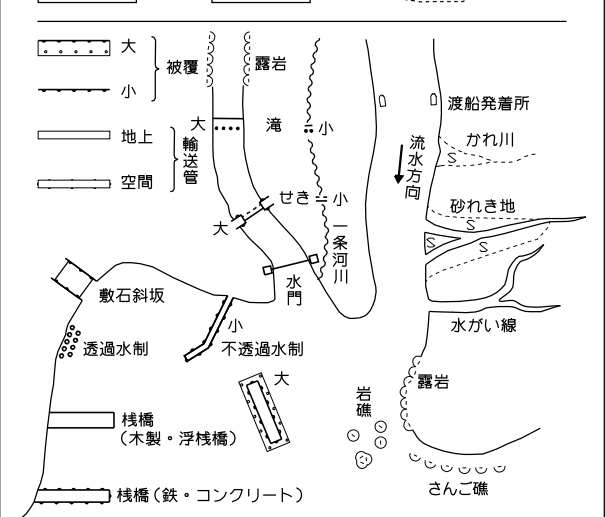 大
被覆
小
露岩
渡船発着所
大
滝
小
地上
輸送管
流水方向
かれ川
S
空間
せき
小
砂れき地
S
大
一条河川
S
S
水門
敷石斜坂
小
水がい線
透過水制
不透過水制
大
露岩
岩礁
桟橋
(木製・浮桟橋)
さんご礁
桟橋(鉄・コンクリート)